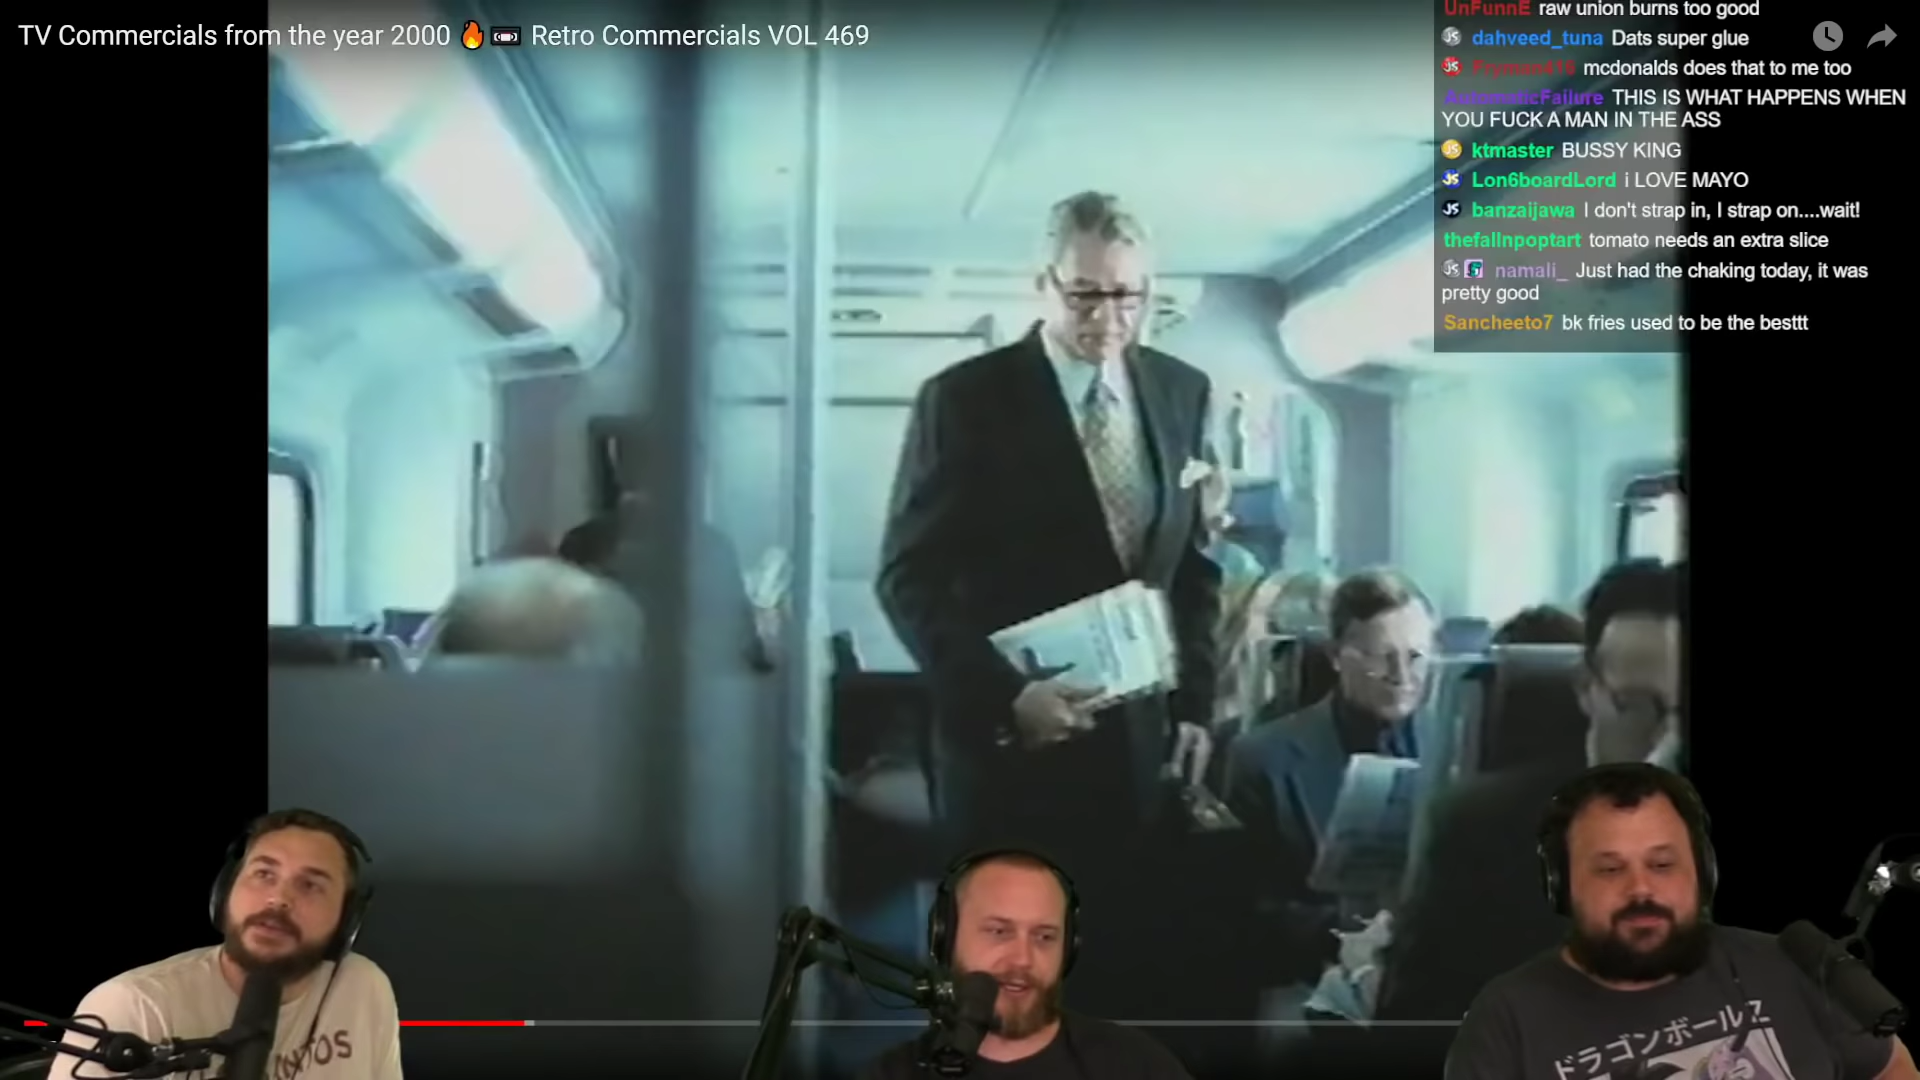 TV Commercials from the year 2000 🔥📼 Retro Commercials VOL 469
UnFunnE raw union burns too good
dahveed_tuna Dats super glue
Fryman415 mcdonalds does that to me too
AutomaticFailure THIS IS WHAT HAPPENS WHEN
YOU FUCK A MAN IN THE ASS
ktmaster BUSSY KING
Lon6boardLord i LOVE MAYO
banzaijawa I don't strap in, I strap on....wait!
thefallnpoptart tomato needs an extra slice
namali_ Just had the chaking today, it was
pretty good
Sancheeto7 bk fries used to be the besttt
ドラゴンボールZ